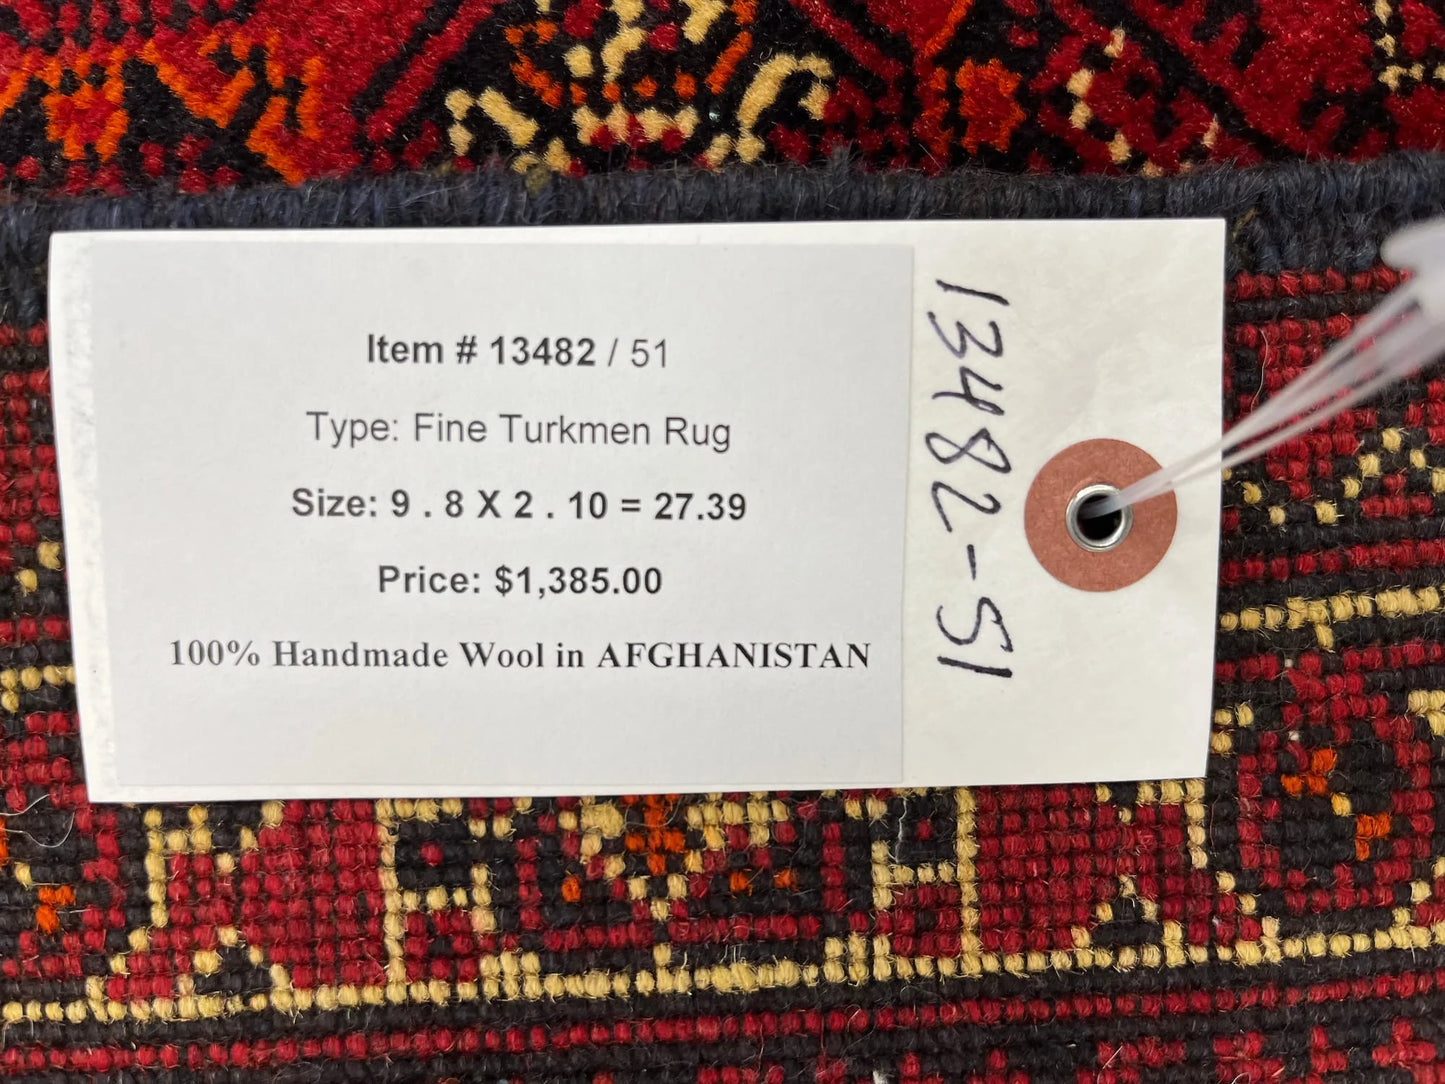 Item # 13482 / 51
Type: Fine Turkmen Rug
Size: 9 . 8 X 2 . 10 = 27.39
Price: $1,385.00
100% Handmade Wool in AFGHANISTAN
13482-51